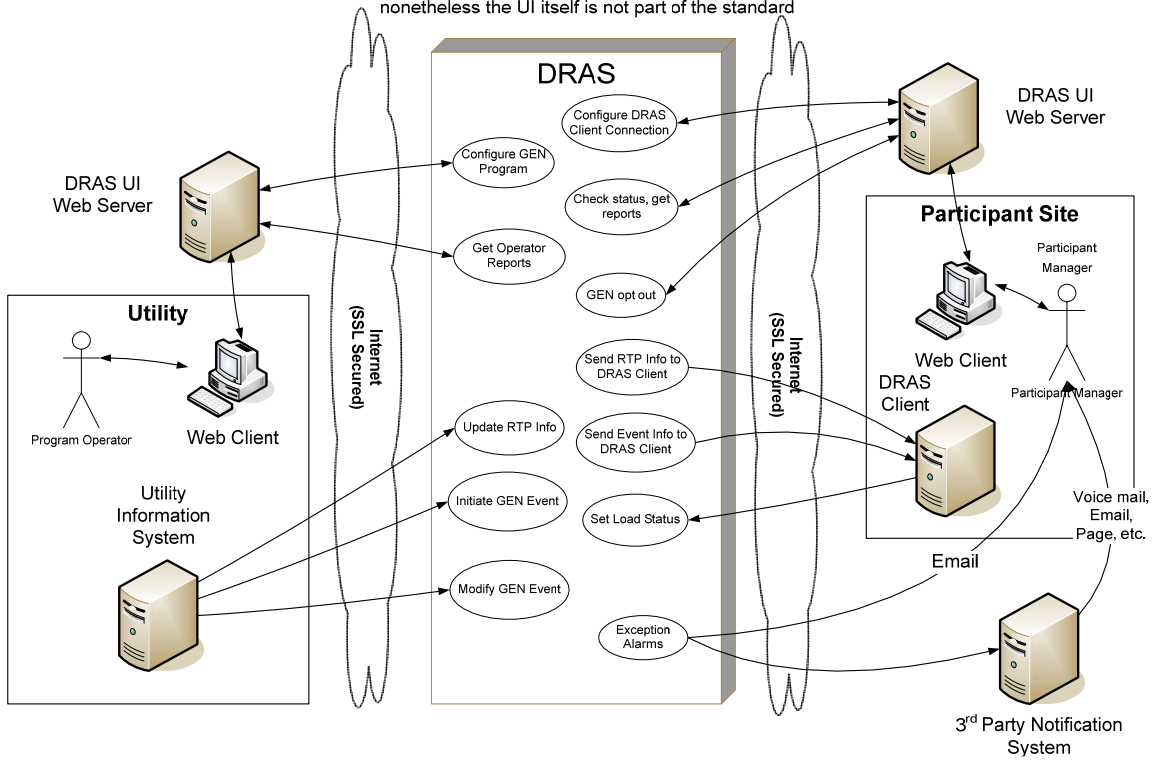 nonetheless the UI itself is not part of the standard
DRAS
Configure DRAS
Client Connection
Configure GEN
Program
Check status, get
reports
Get Operator
Reports
GEN opt out
Send RTP Info to
DRAS Client
Update RTP Info
Send Event Info to
DRAS Client
Initiate GEN Event
Set Load Status
Modify GEN Event
Exception
Alarms
DRAS UI
Web Server
Utility
Program Operator
Web Client
Utility
Information
System
Internet
(SSL Secured)
Internet
(SSL Secured)
DRAS UI
Web Server
Participant Site
Participant
Manager
Web Client
Participant Manager
DRAS
Client
Voice mail,
Email,
Page, etc.
Email
3rd Party Notification
System